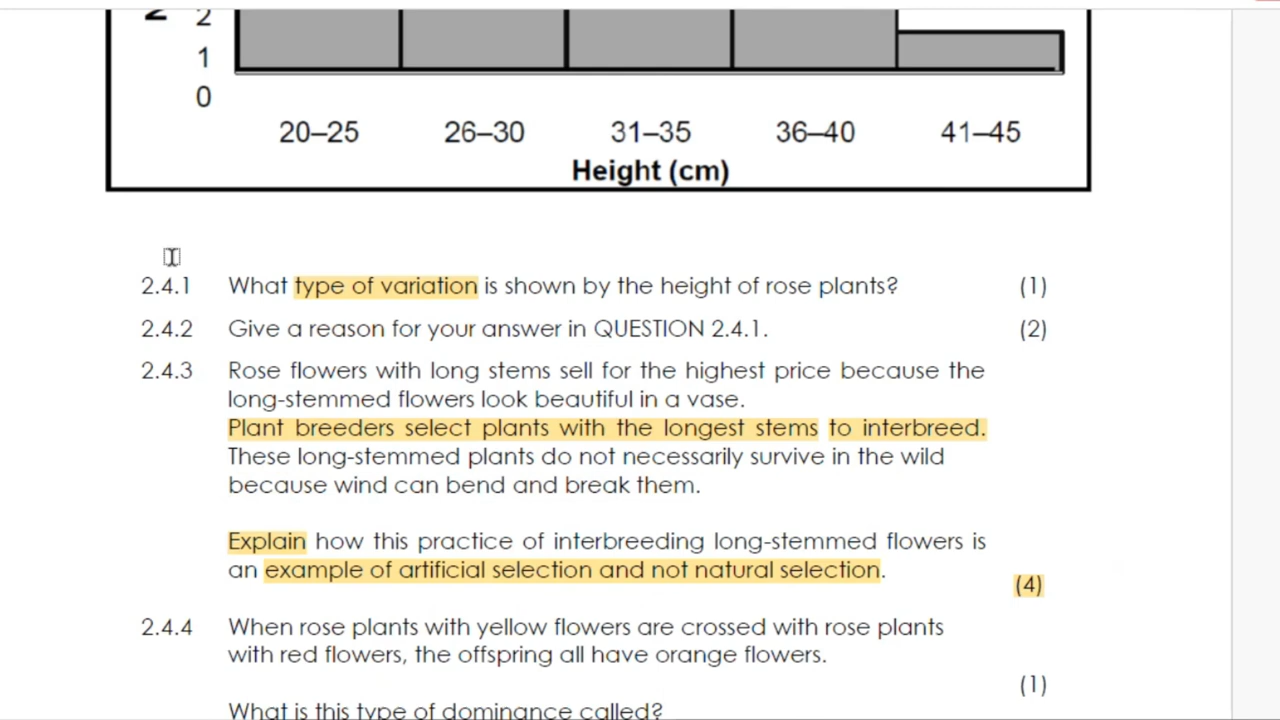 2
1
0
20–25 26–30 31–35 36–40 41–45
Height (cm)
2.4.1 What type of variation is shown by the height of rose plants? (1)
2.4.2 Give a reason for your answer in QUESTION 2.4.1. (2)
2.4.3 Rose flowers with long stems sell for the highest price because the
long-stemmed flowers look beautiful in a vase.
Plant breeders select plants with the longest stems to interbreed.
These long-stemmed plants do not necessarily survive in the wild
because wind can bend and break them.
Explain how this practice of interbreeding long-stemmed flowers is
an example of artificial selection and not natural selection.
(4)
2.4.4 When rose plants with yellow flowers are crossed with rose plants
with red flowers, the offspring all have orange flowers.
(1)
What is this type of dominance called?